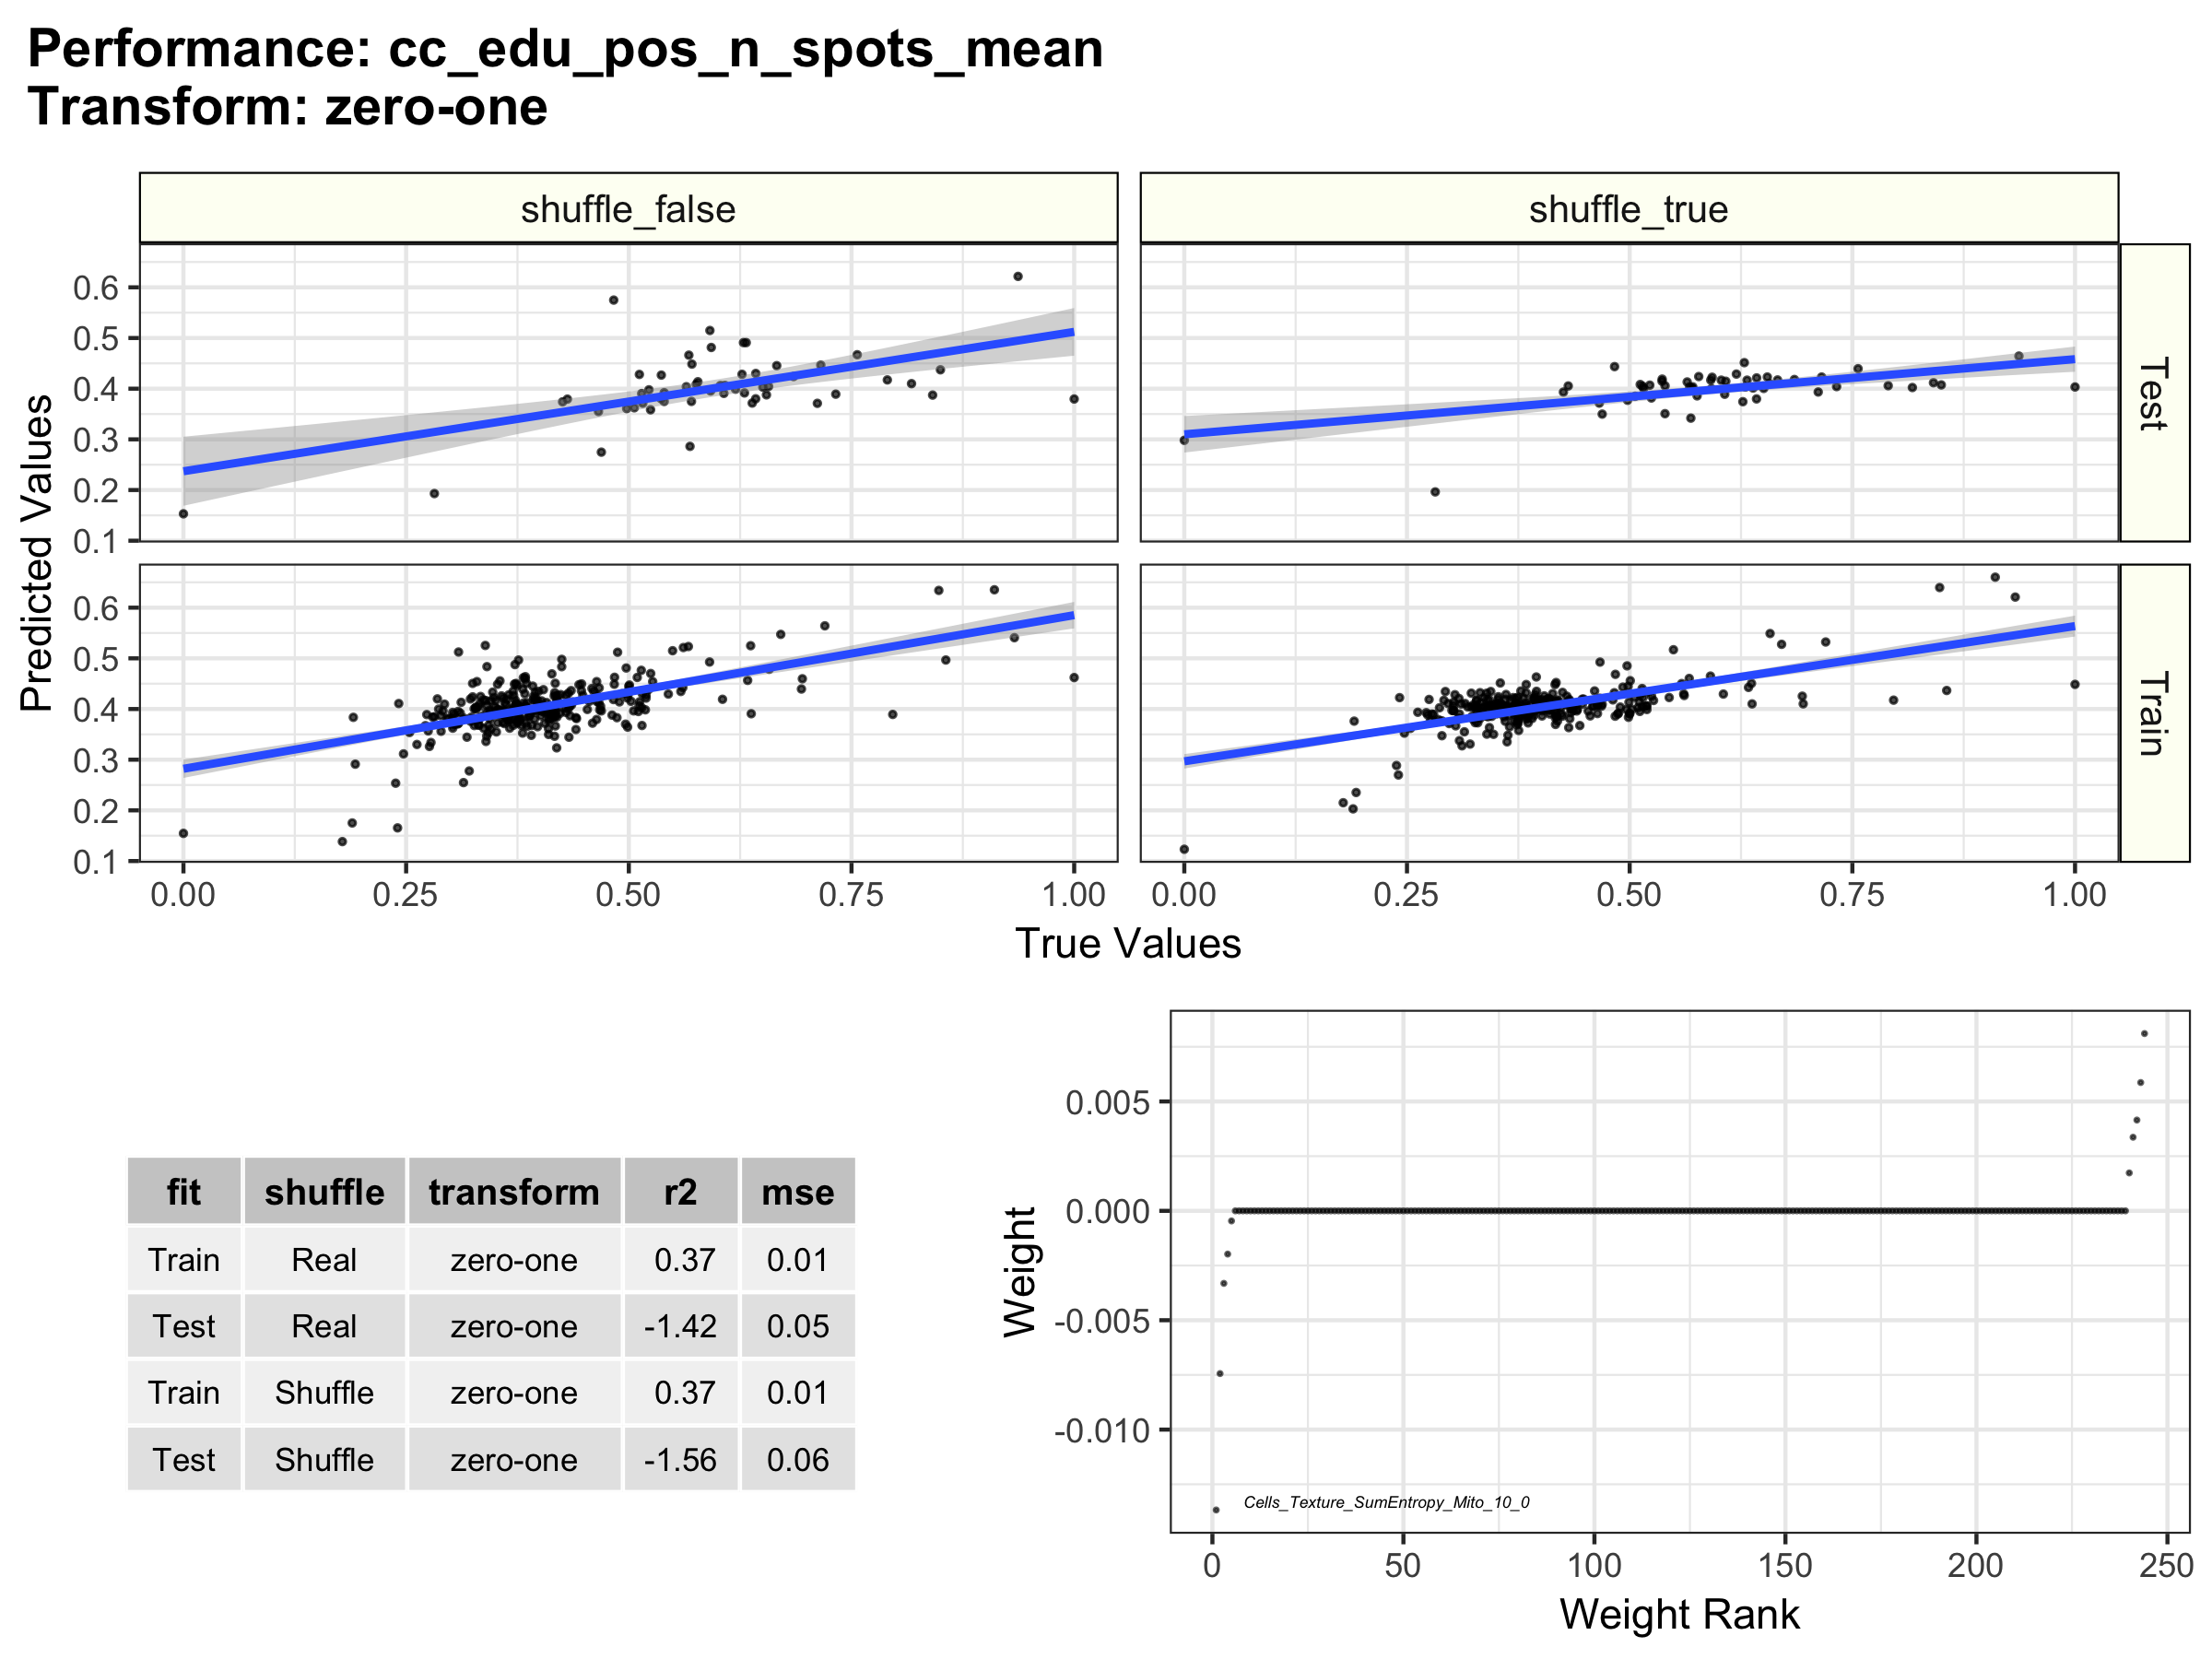 Performance: cc_edu_pos_n_spots_mean
Transform: zero-one
shuffle_false
shuffle_true
0.6
0.5
0.4
0.3
0.2
0.1
Test
0.6
0.5
0.4
0.3
0.2
0.1
Train
Predicted Values
0.00 0.25 0.50 0.75 1.00 0.00 0.25 0.50 0.75 1.00
True Values
fit shuffle transform r2 mse
Train Real zero-one 0.37 0.01
Test Real zero-one -1.42 0.05
Train Shuffle zero-one 0.37 0.01
Test Shuffle zero-one -1.56 0.06
Weight
0.005
0.000
-0.005
-0.010
Cells_Texture_SumEntropy_Mito_10_0
0 50 100 150 200 250
Weight Rank